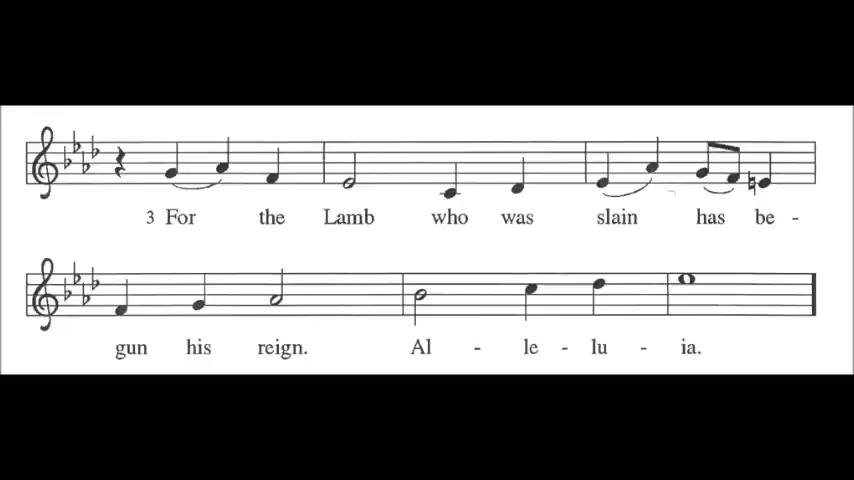 3 For the Lamb who was slain has be -
gun his reign. Al - le - lu - ia.